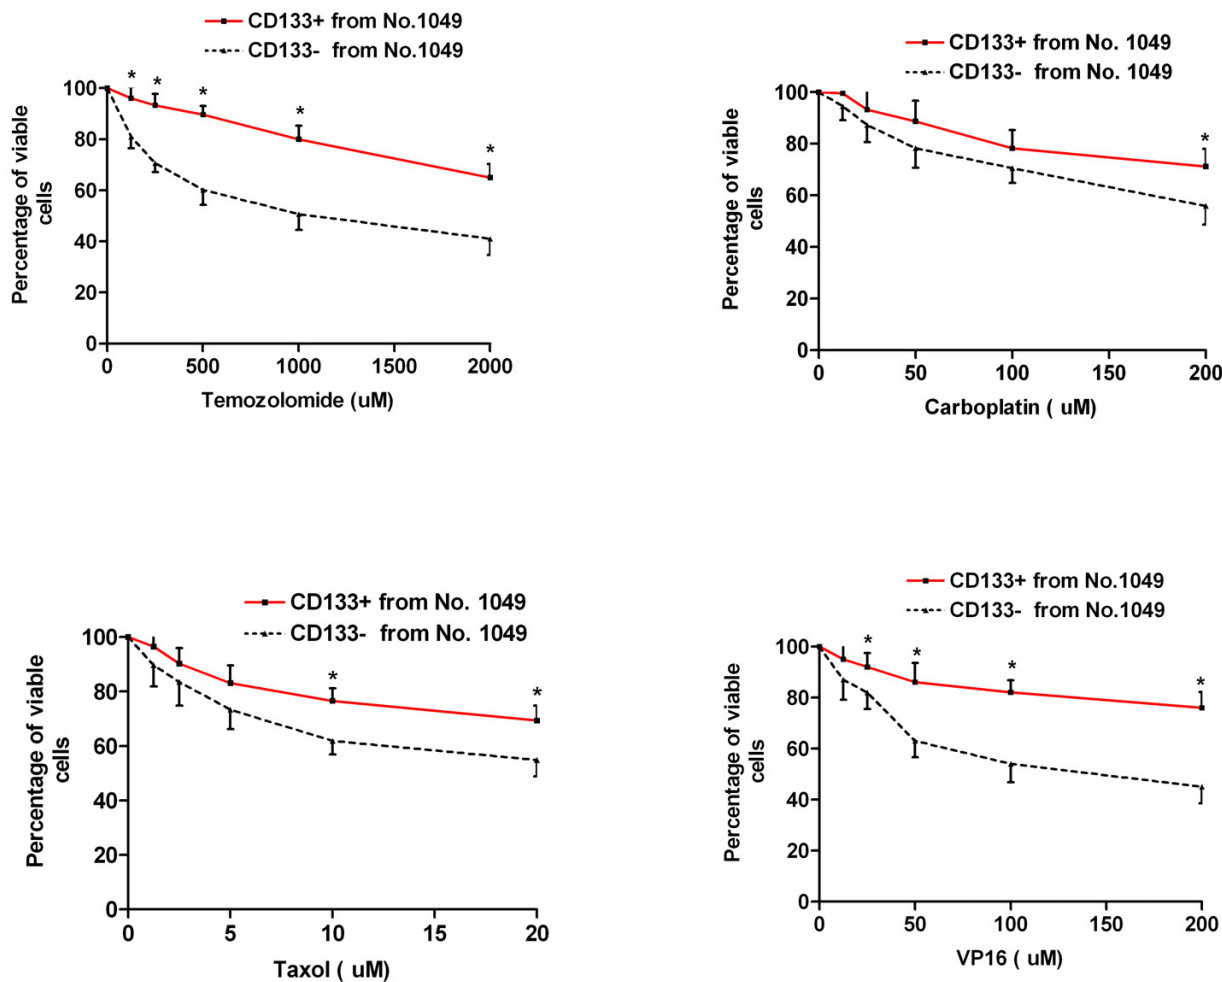 CD133+ from No.1049
CD133- from No.1049
* * * * *
100
80
60
40
20
0
0 500 1000 1500 2000
Percentage of viable
cells
Temozolomide (uM)
CD133+ from No. 1049
CD133- from No. 1049
*
100
80
60
40
20
0
0 50 100 150 200
Percentage of viable
cells
Carboplatin ( uM)
CD133+ from No. 1049
CD133- from No. 1049
* *
100
80
60
40
20
0
0 5 10 15 20
Percentage of viable
cells
Taxol ( uM)
CD133+ from No.1049
CD133- from No.1049
* * * *
100
80
60
40
20
0
0 50 100 150 200
Percentage of viable
cells
VP16 ( uM)